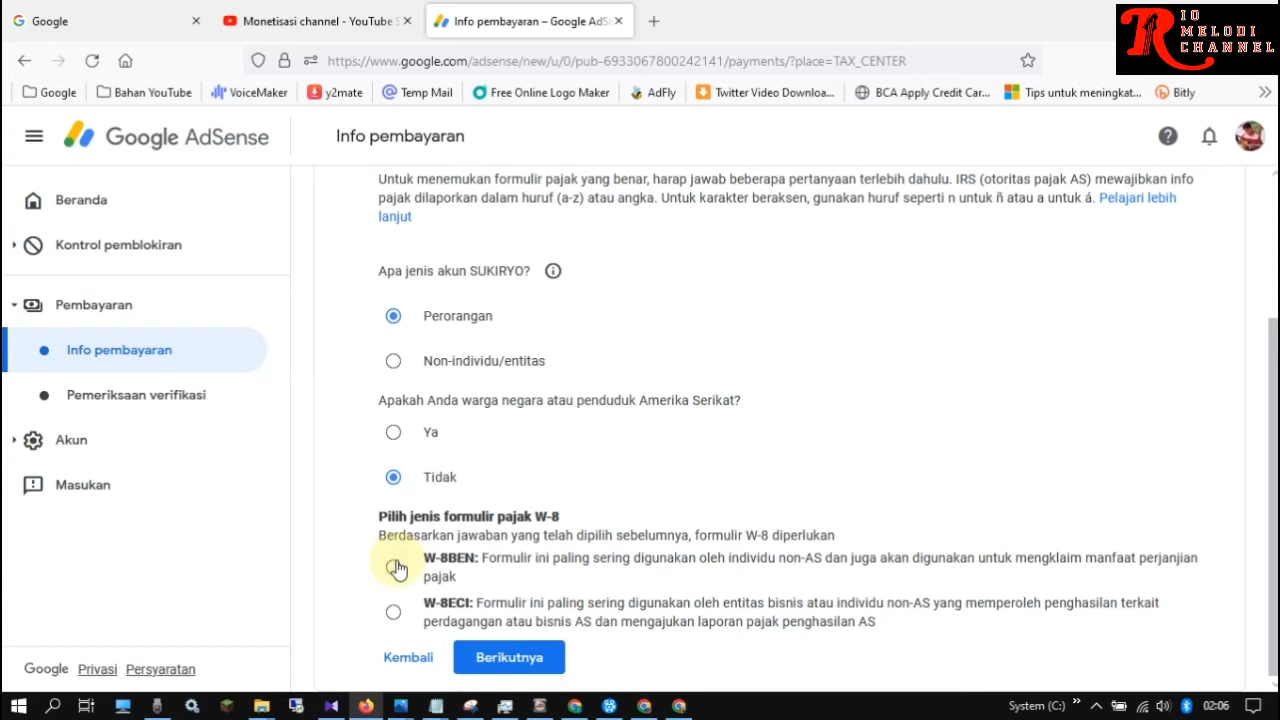 Google
Monetisasi channel - YouTube S
Info pembayaran – Google AdS
RIO
MELODI
CHANNEL
https://www.google.com/adsense/new/u/0/pub-6933067800242141/payments/?place=TAX_CENTER
Google
Bahan YouTube
VoiceMaker
y2mate
Temp Mail
Free Online Logo Maker
AdFly
Twitter Video Downloa...
BCA Apply Credit Car...
Tips untuk meningkat...
Bitly
Google AdSense
Info pembayaran
Beranda
Kontrol pemblokiran
Pembayaran
Info pembayaran
Pemeriksaan verifikasi
Akun
Masukan
Google Privasi Persyaratan
Untuk menemukan formulir pajak yang benar, harap jawab beberapa pertanyaan terlebih dahulu. IRS (otoritas pajak AS) mewajibkan info
pajak dilaporkan dalam huruf (a-z) atau angka. Untuk karakter beraksen, gunakan huruf seperti n untuk ñ atau a untuk á. Pelajari lebih
lanjut
Apa jenis akun SUKIRYO?
Perorangan
Non-individu/entitas
Apakah Anda warga negara atau penduduk Amerika Serikat?
Ya
Tidak
Pilih jenis formulir pajak W-8
Berdasarkan jawaban yang telah dipilih sebelumnya, formulir W-8 diperlukan
W-8BEN: Formulir ini paling sering digunakan oleh individu non-AS dan juga akan digunakan untuk mengklaim manfaat perjanjian
pajak
W-8ECI: Formulir ini paling sering digunakan oleh entitas bisnis atau individu non-AS yang memperoleh penghasilan terkait
perdagangan atau bisnis AS dan mengajukan laporan pajak penghasilan AS
Kembali
Berikutnya
System (C:)
02:06